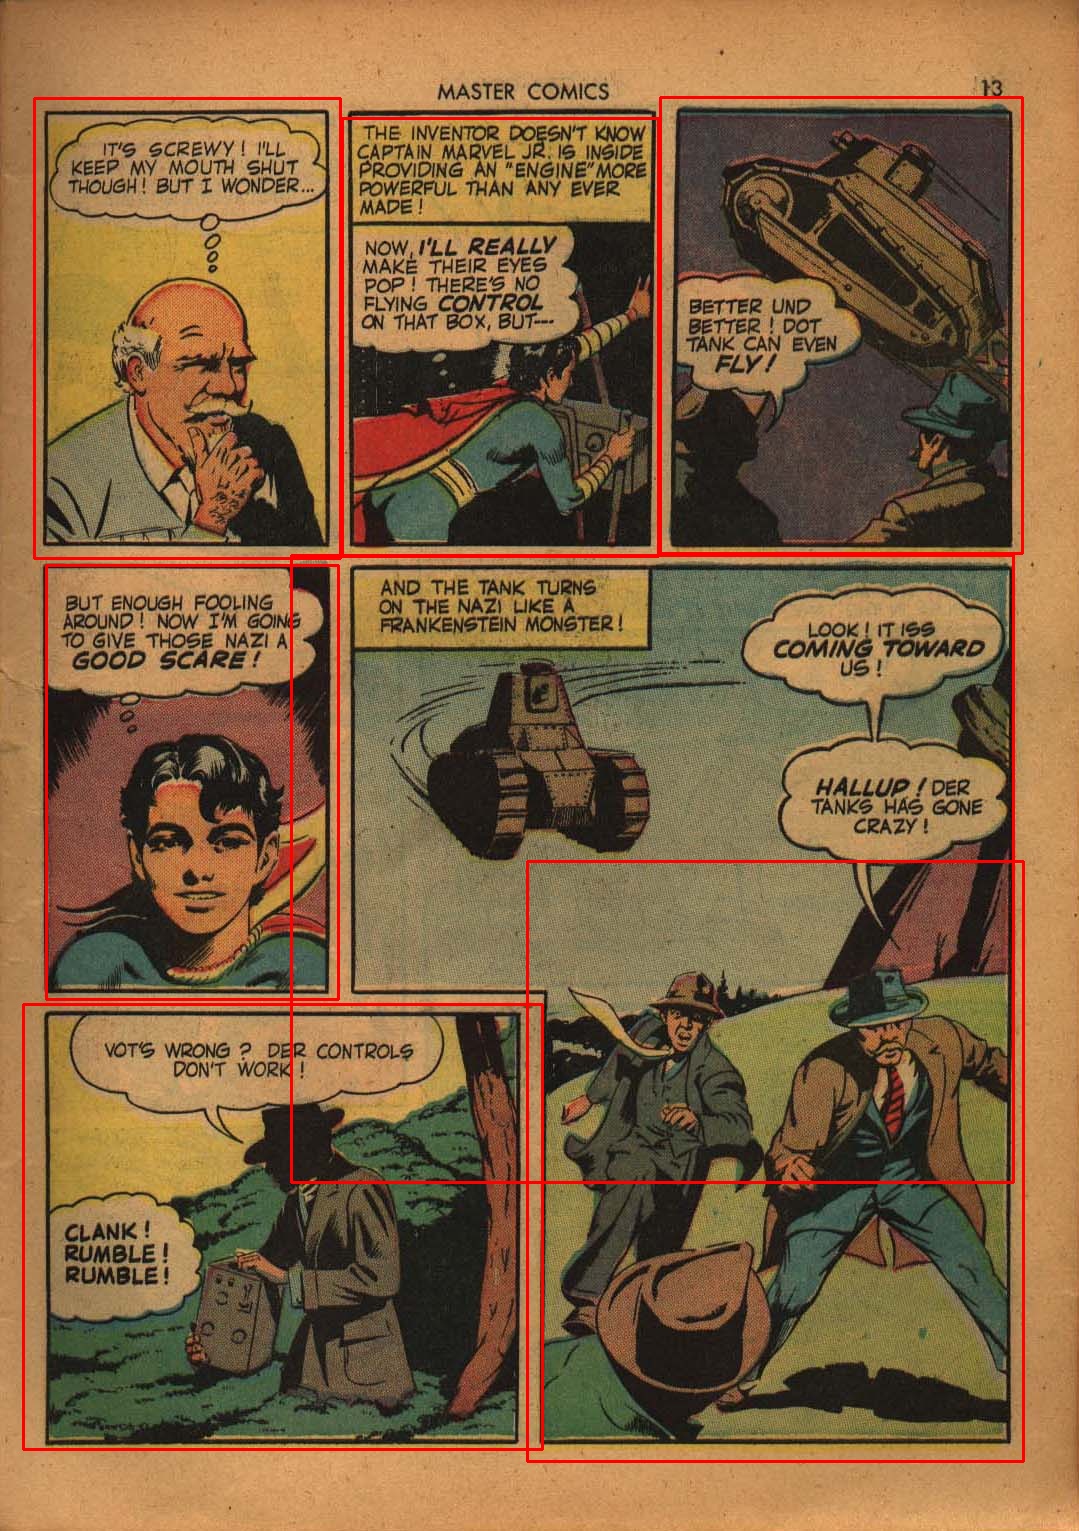 MASTER COMICS
13
IT'S SCREWY! I'LL
KEEP MY MOUTH SHUT
THOUGH! BUT I WONDER...
THE INVENTOR DOESN'T KNOW
CAPTAIN MARVEL JR. IS INSIDE
PROVIDING AN "ENGINE" MORE
POWERFUL THAN ANY EVER
MADE!
NOW, I'LL REALLY
MAKE THEIR EYES
POP! THERE'S NO
FLYING CONTROL
ON THAT BOX, BUT---
BETTER UND
BETTER! DOT
TANK CAN EVEN
FLY!
BUT ENOUGH FOOLING
AROUND! NOW I'M GOING
TO GIVE THOSE NAZI A
GOOD SCARE!
AND THE TANK TURNS
ON THE NAZI LIKE A
FRANKENSTEIN MONSTER!
LOOK! IT ISS
COMING TOWARD
US!
HALLUP! DER
TANKS HAS GONE
CRAZY!
VOT'S WRONG? DER CONTROLS
DON'T WORK!
CLANK!
RUMBLE!
RUMBLE!